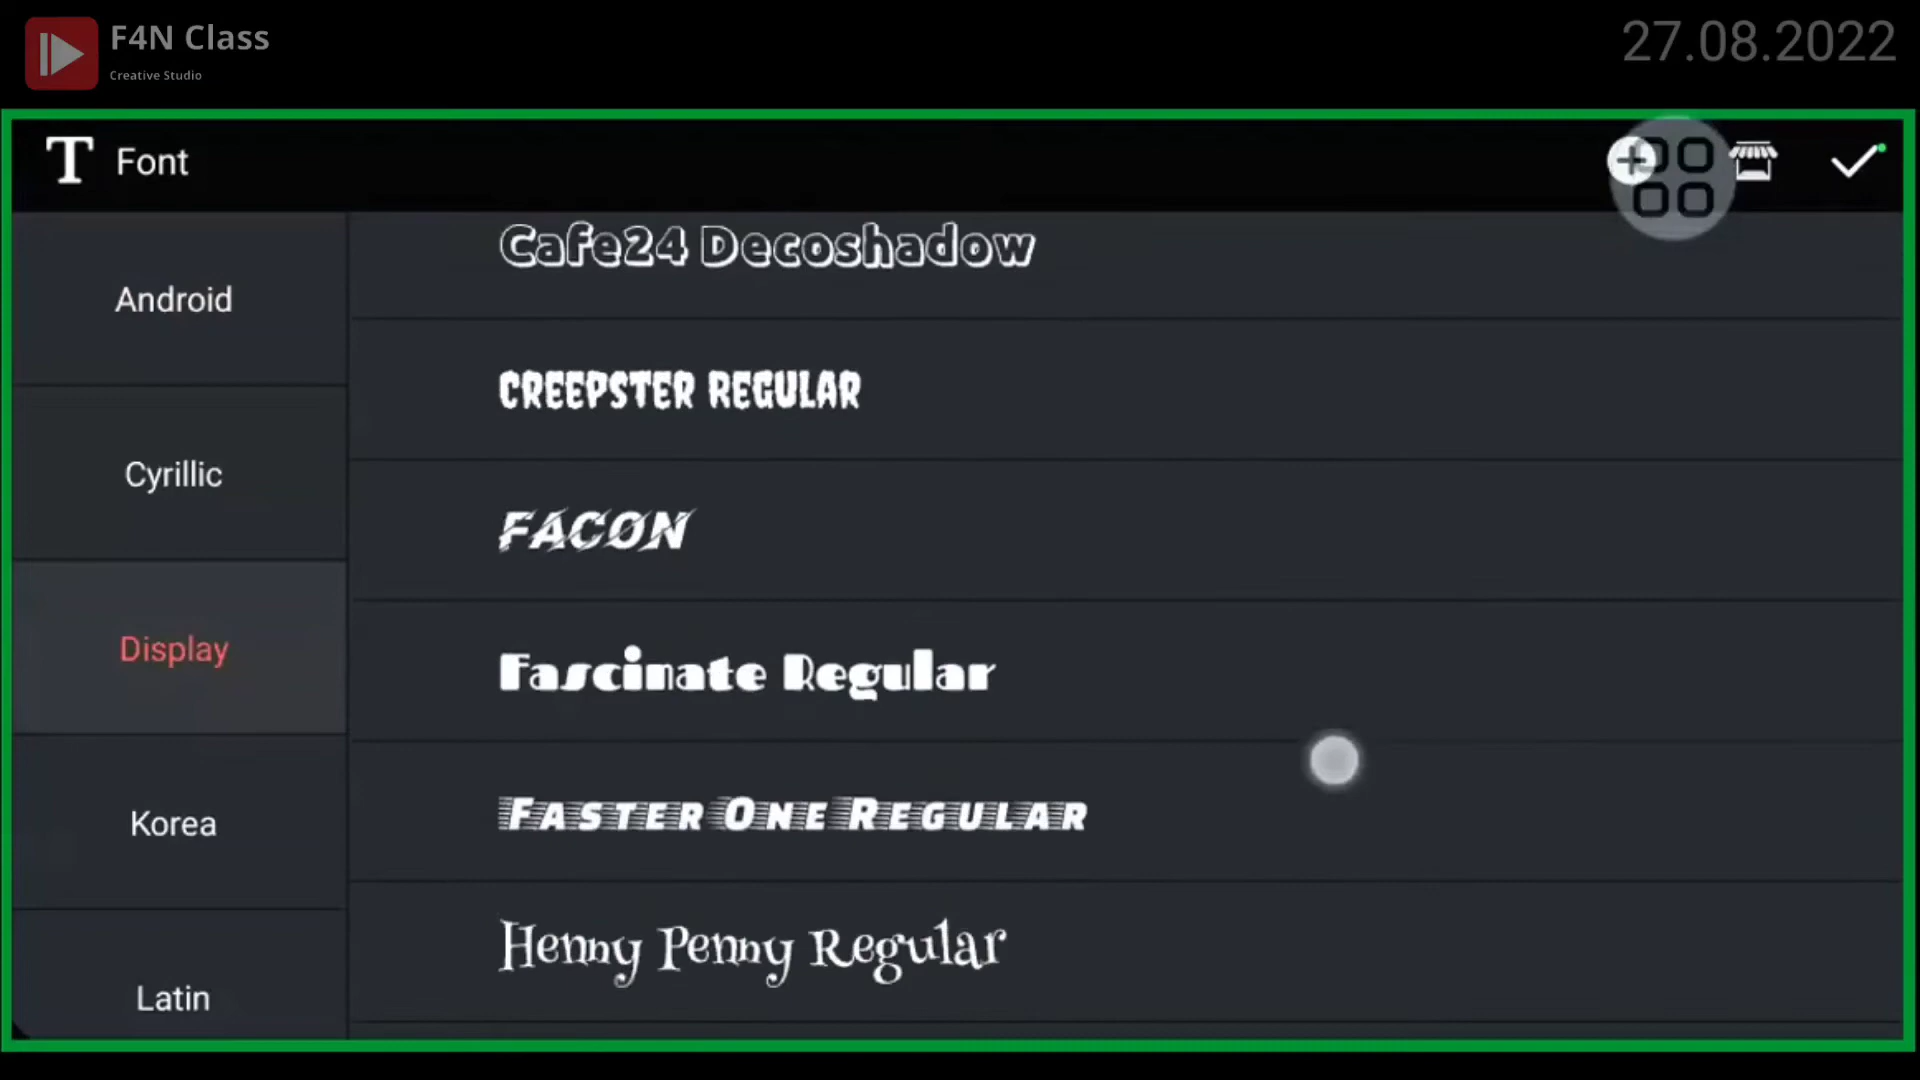 F4N Class
Creative Studio
27.08.2022
T Font
Android
Cyrillic
Display
Korea
Latin
Cafe24 Decoshadow
CREEPSTER REGULAR
FACON
Fascinate Regular
FASTER ONE REGULAR
Henny Penny Regular